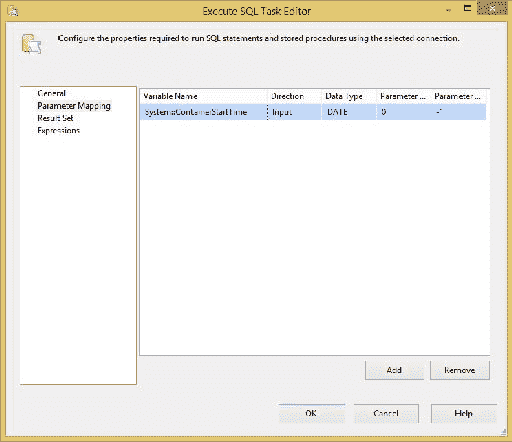 Execute SQL Task Editor
Configure the properties required to run SQL statements and stored procedures using the selected connection.
General
Parameter Mapping
Result Set
Expressions
Variable Name Direction Data Type Parameter ... Parameter ...
System::ContainerStartTime Input DATE 0 -1
Add Remove
OK Cancel Help